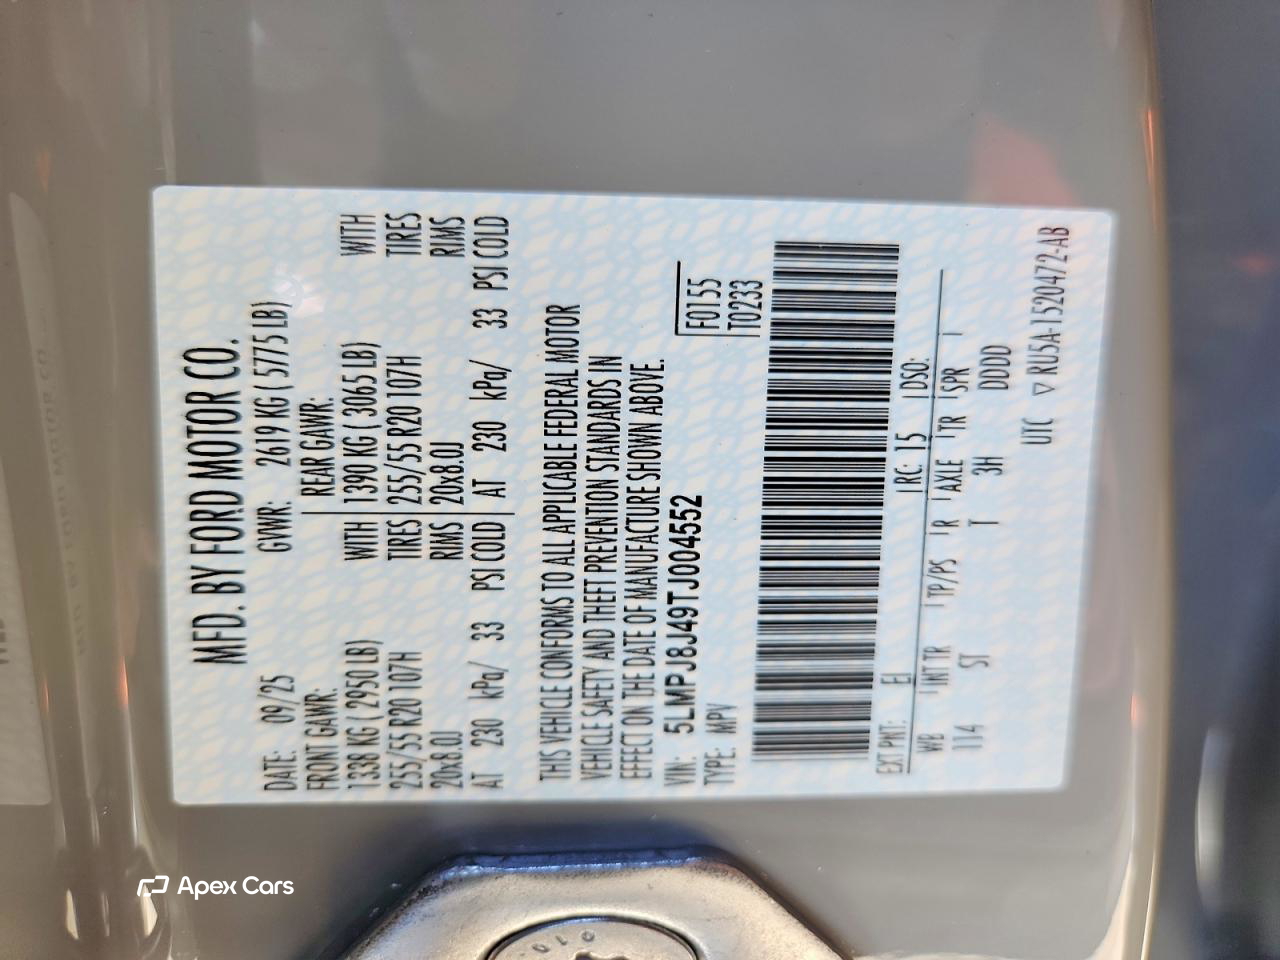 MFD. BY FORD MOTOR CO.
DATE: 09/25 GVWR: 2619 KG ( 5775 LB)
FRONT GAWR: REAR GAWR:
1338 KG ( 2950 LB) WITH 1390 KG ( 3065 LB) WITH
255/55 R20 107H TIRES 255/55 R20 107H TIRES
20x8.0J RIMS 20x8.0J RIMS
AT 230 kPa/ 33 PSI COLD AT 230 kPa/ 33 PSI COLD
THIS VEHICLE CONFORMS TO ALL APPLICABLE FEDERAL MOTOR
VEHICLE SAFETY AND THEFT PREVENTION STANDARDS IN
EFFECT ON THE DATE OF MANUFACTURE SHOWN ABOVE.
VIN: 5LMPJ8J49TJ004552 F0155
TYPE: MPV T0233
EXT PNT: EJ RC: 15 DSO:
WB INT TR TP/PS R AXLE TR SPR
114 ST T 3H DDDD
UTC ▽ RU5A-1520472-AB
Apex Cars